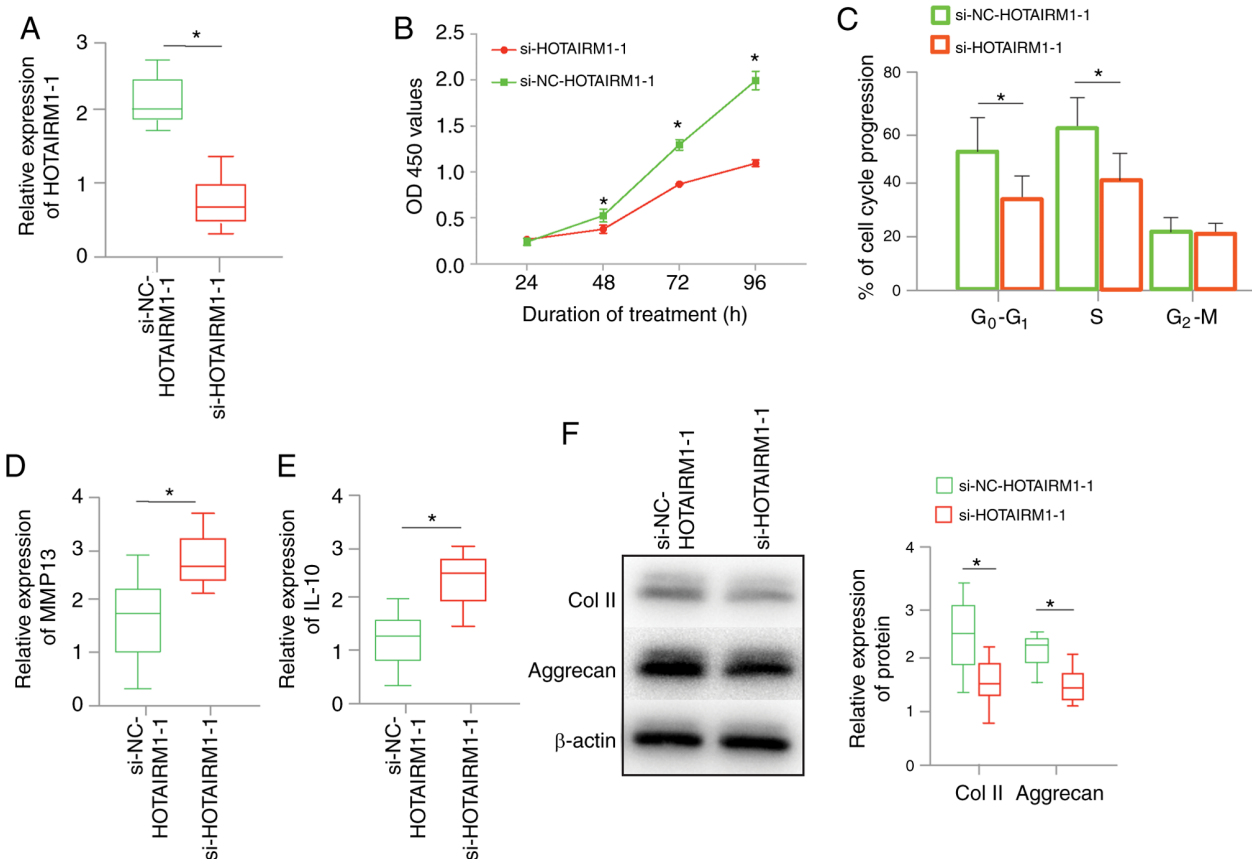 A
Relative expression
of HOTAIRM1-1
3
2
1
0
*
si-NC-
HOTAIRM1-1
si-HOTAIRM1-1
B
OD 450 values
2.5
2.0
1.5
1.0
0.5
0.0
si-HOTAIRM1-1
si-NC-HOTAIRM1-1
*
*
*
*
24 48 72 96
Duration of treatment (h)
C
si-NC-HOTAIRM1-1
si-HOTAIRM1-1
% of cell cycle progression
80
60
40
20
0
*
*
G0-G1 S G2-M
D
Relative expression
of MMP13
4
3
2
1
0
*
si-NC-
HOTAIRM1-1
si-HOTAIRM1-1
E
Relative expression
of IL-10
4
3
2
1
0
*
si-NC-
HOTAIRM1-1
si-HOTAIRM1-1
F
si-NC-
HOTAIRM1-1
si-HOTAIRM1-1
Col II
Aggrecan
β-actin
si-NC-HOTAIRM1-1
si-HOTAIRM1-1
Relative expression
of protein
4
3
2
1
0
*
*
Col II Aggrecan